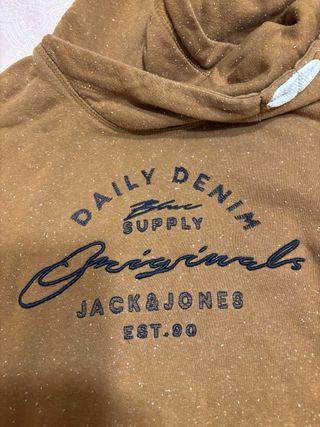 DAILY DENIM
Blue
SUPPLY
Originals
JACK&JONES
EST.90